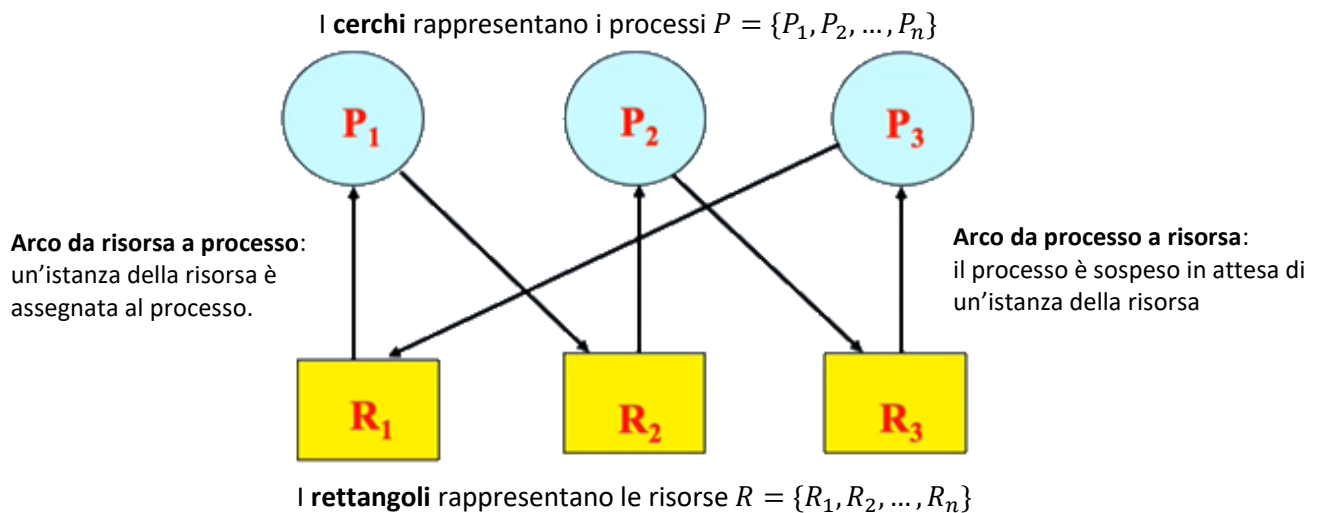 I cerchi rappresentano i processi 𝑃 = {𝑃₁, 𝑃₂, … , 𝑃ₙ}
P₁
P₂
P₃
Arco da risorsa a processo:
un’istanza della risorsa è
assegnata al processo.
Arco da processo a risorsa:
il processo è sospeso in attesa di
un’istanza della risorsa
R₁
R₂
R₃
I rettangoli rappresentano le risorse 𝑅 = {𝑅₁, 𝑅₂, … , 𝑅ₙ}